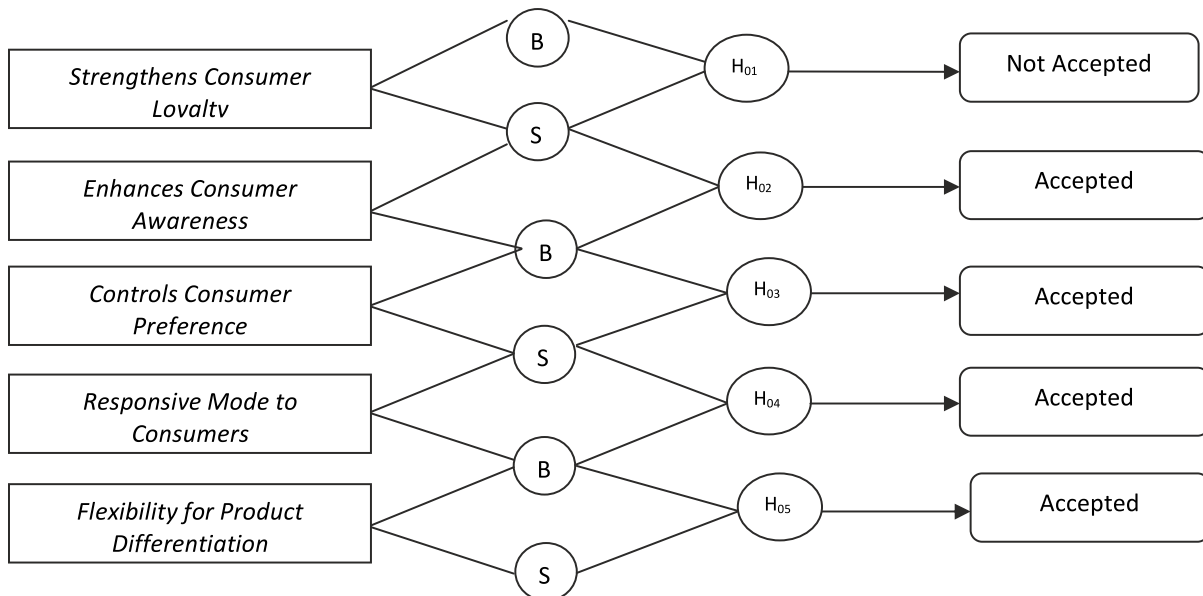 Strengthens Consumer
Lovaltv
B
S
H01
Not Accepted
Enhances Consumer
Awareness
B
H02
Accepted
Controls Consumer
Preference
S
H03
Accepted
Responsive Mode to
Consumers
B
H04
Accepted
Flexibility for Product
Differentiation
S
H05
Accepted